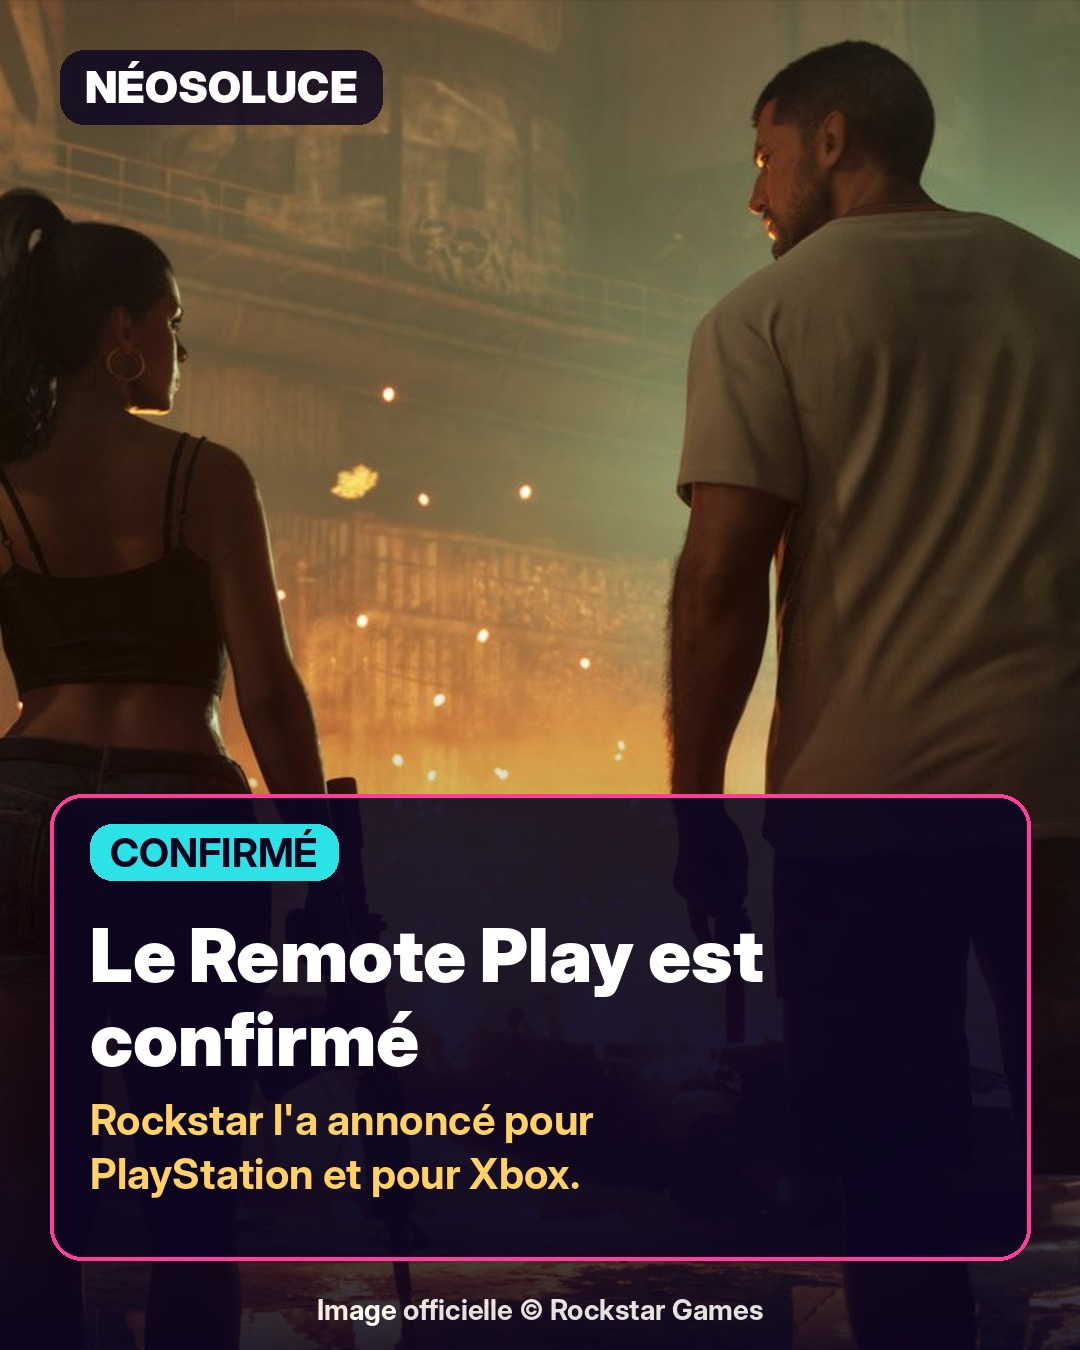 NÉOSOLUCE
CONFIRMÉ
Le Remote Play est
confirmé
Rockstar l'a annoncé pour
PlayStation et pour Xbox.
Image officielle © Rockstar Games